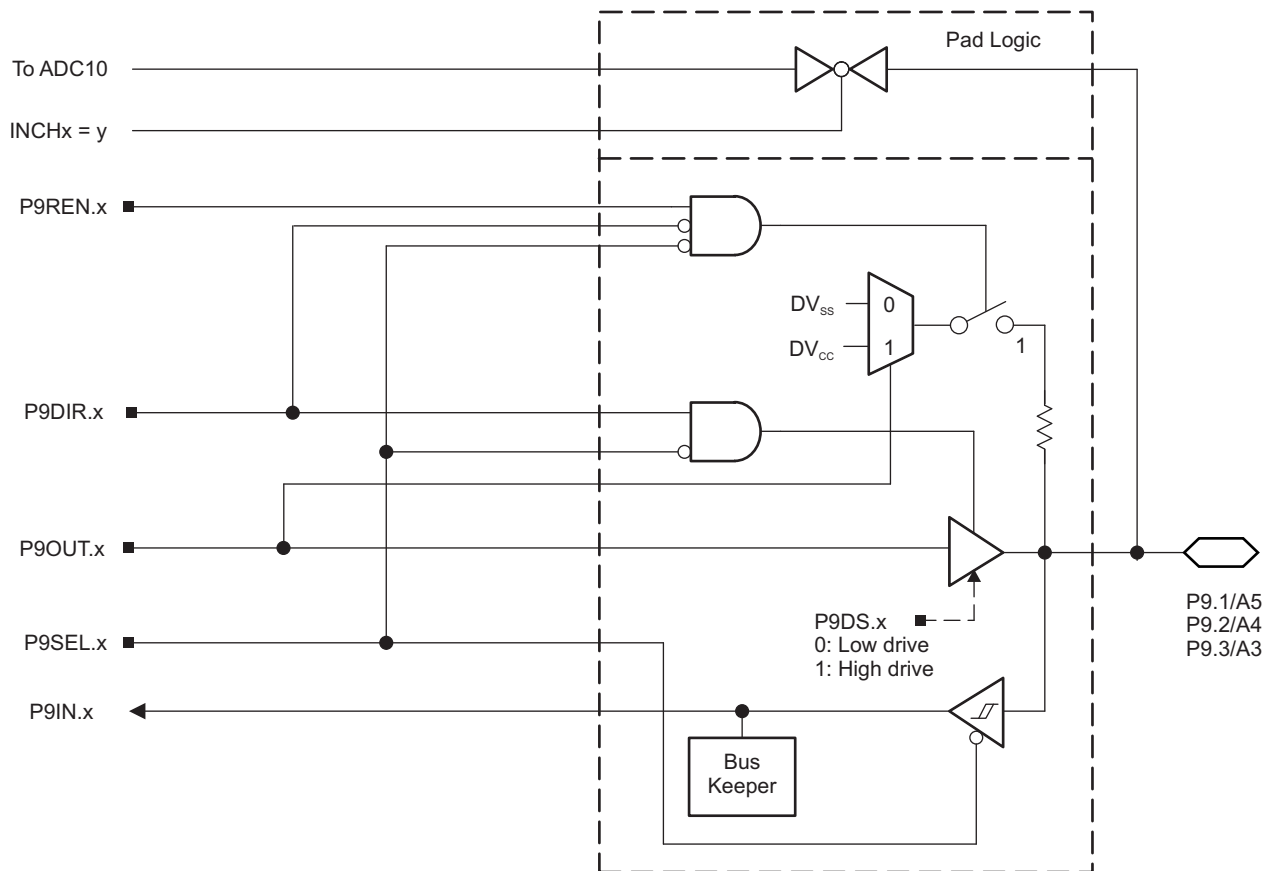 Pad Logic
To ADC10
INCHx = y
P9REN.x
DVSS
0
DVCC
1
1
P9DIR.x
P9OUT.x
P9DS.x
0: Low drive
1: High drive
P9.1/A5
P9.2/A4
P9.3/A3
P9SEL.x
P9IN.x
Bus
Keeper